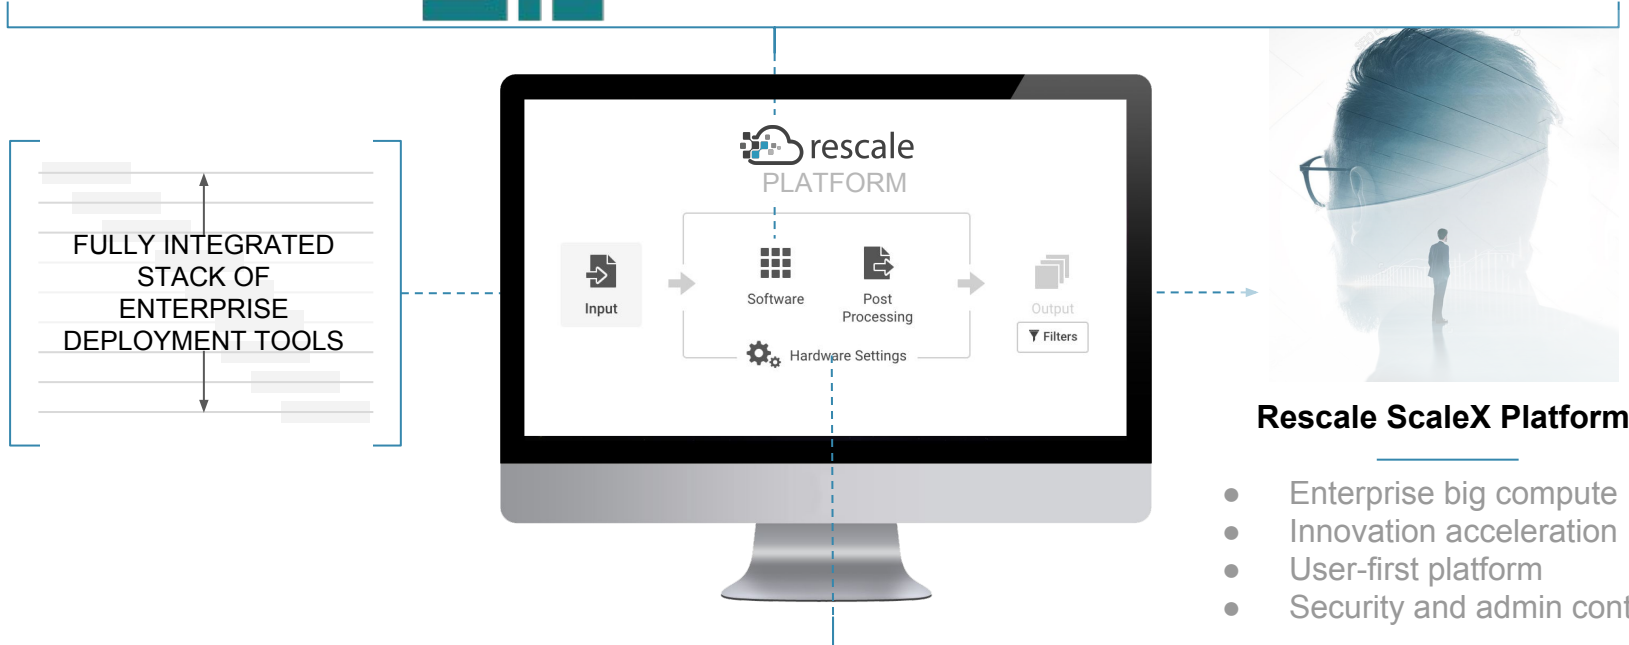 FULLY INTEGRATED
STACK OF
ENTERPRISE
DEPLOYMENT TOOLS
rescale
PLATFORM
Input
Software
Post
Processing
Output
Filters
Hardware Settings
Rescale ScaleX Platform
● Enterprise big compute
● Innovation acceleration
● User-first platform
● Security and admin cont